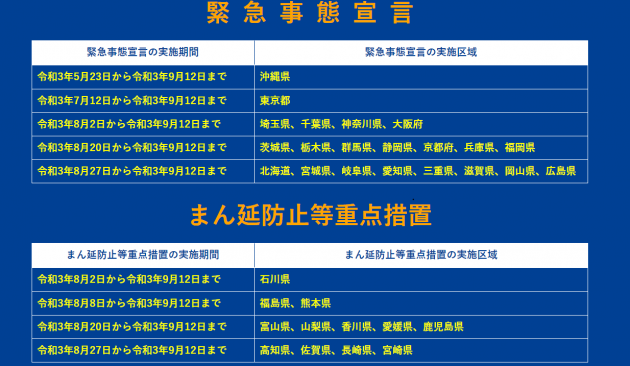 緊急事態宣言
緊急事態宣言の実施期間 緊急事態宣言の実施区域
令和3年5月23日から令和3年9月12日まで 沖縄県
令和3年7月12日から令和3年9月12日まで 東京都
令和3年8月2日から令和3年9月12日まで 埼玉県、千葉県、神奈川県、大阪府
令和3年8月20日から令和3年9月12日まで 茨城県、栃木県、群馬県、静岡県、京都府、兵庫県、福岡県
令和3年8月27日から令和3年9月12日まで 北海道、宮城県、岐阜県、愛知県、三重県、滋賀県、岡山県、広島県
まん延防止等重点措置
まん延防止等重点措置の実施期間 まん延防止等重点措置の実施区域
令和3年8月2日から令和3年9月12日まで 石川県
令和3年8月8日から令和3年9月12日まで 福島県、熊本県
令和3年8月20日から令和3年9月12日まで 富山県、山梨県、香川県、愛媛県、鹿児島県
令和3年8月27日から令和3年9月12日まで 高知県、佐賀県、長崎県、宮崎県